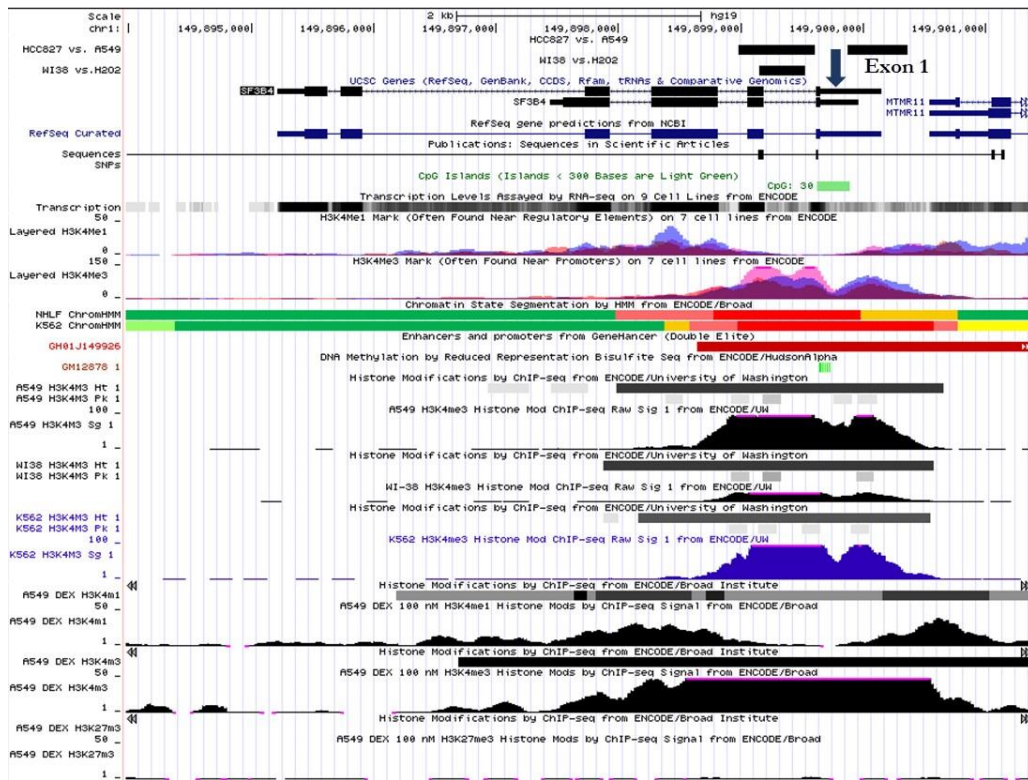 Scale 2 kb hg19
chr1: 149,895,000 149,896,000 149,897,000 149,898,000 149,899,000 149,900,000 149,901,000
HCC827 vs. A549
HCC827 vs. A549
WI38 vs.H202
WI38 vs.H202
Exon 1
UCSC Genes (RefSeq, GenBank, CCDS, Rfam, tRNAs & Comparative Genomics)
SF3B4
SF3B4 MTMR11
MTMR11
RefSeq gene predictions from NCBI
RefSeq Curated
Publications: Sequences in Scientific Articles
Sequences
SNPs
CpG Islands (Islands < 300 Bases are Light Green)
CpG: 30
Transcription Levels Assayed by RNA-seq on 9 Cell Lines from ENCODE
Transcription
50 H3K4Me1 Mark (Often Found Near Regulatory Elements) on 7 cell lines from ENCODE
Layered H3K4Me1
0
150 H3K4Me3 Mark (Often Found Near Promoters) on 7 cell lines from ENCODE
Layered H3K4Me3
0
Chromatin State Segmentation by HMM from ENCODE/Broad
NHLF ChromHMM
K562 ChromHMM
Enhancers and promoters from GeneHancer (Double Elite)
GH01J149926
DNA Methylation by Reduced Representation Bisulfite Seq from ENCODE/HudsonAlpha
GM12878 1
Histone Modifications by ChIP-seq from ENCODE/University of Washington
A549 H3K4M3 Ht 1
A549 H3K4M3 Pk 1
100 A549 H3K4me3 Histone Mod ChIP-seq Raw Sig 1 from ENCODE/UW
A549 H3K4M3 Sg 1
1
Histone Modifications by ChIP-seq from ENCODE/University of Washington
WI38 H3K4M3 Ht 1
WI38 H3K4M3 Pk 1
WI-38 H3K4me3 Histone Mod ChIP-seq Raw Sig 1 from ENCODE/UW
Histone Modifications by ChIP-seq from ENCODE/University of Washington
K562 H3K4M3 Ht 1
K562 H3K4M3 Pk 1
100 K562 H3K4me3 Histone Mod ChIP-seq Raw Sig 1 from ENCODE/UW
K562 H3K4M3 Sg 1
1
Histone Modifications by ChIP-seq from ENCODE/Broad Institute
A549 DEX H3K4m1
50 A549 DEX 100 nM H3K4me1 Histone Mods by ChIP-seq Signal from ENCODE/Broad
A549 DEX H3K4m1
1
Histone Modifications by ChIP-seq from ENCODE/Broad Institute
A549 DEX H3K4m3
50 A549 DEX 100 nM H3K4me3 Histone Mods by ChIP-seq Signal from ENCODE/Broad
A549 DEX H3K4m3
1
Histone Modifications by ChIP-seq from ENCODE/Broad Institute
A549 DEX H3K27m3
50 A549 DEX 100 nM H3K27me3 Histone Mods by ChIP-seq Signal from ENCODE/Broad
A549 DEX H3K27m3
1